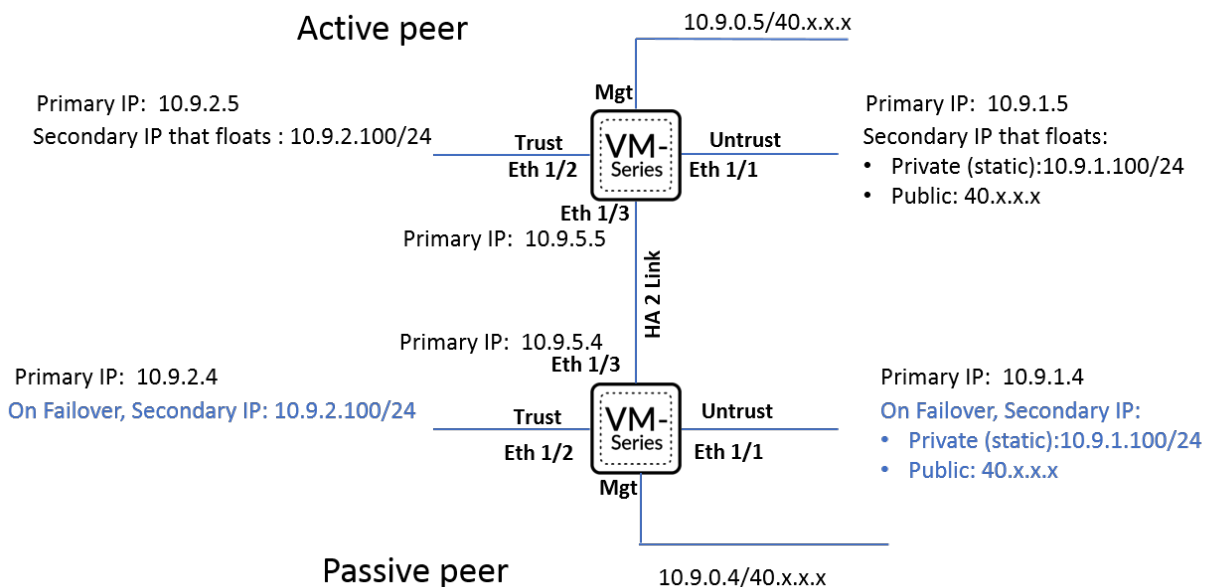 Active peer
10.9.0.5/40.x.x.x
Mgt
Primary IP: 10.9.2.5
Secondary IP that floats : 10.9.2.100/24
Trust
Eth 1/2
VM-
Series
Untrust
Eth 1/1
Primary IP: 10.9.1.5
Secondary IP that floats:
• Private (static):10.9.1.100/24
• Public: 40.x.x.x
Eth 1/3
Primary IP: 10.9.5.5
HA 2 Link
Primary IP: 10.9.5.4
Eth 1/3
Primary IP: 10.9.2.4
On Failover, Secondary IP: 10.9.2.100/24
Trust
Eth 1/2
VM-
Series
Untrust
Eth 1/1
Primary IP: 10.9.1.4
On Failover, Secondary IP:
• Private (static):10.9.1.100/24
• Public: 40.x.x.x
Mgt
Passive peer
10.9.0.4/40.x.x.x